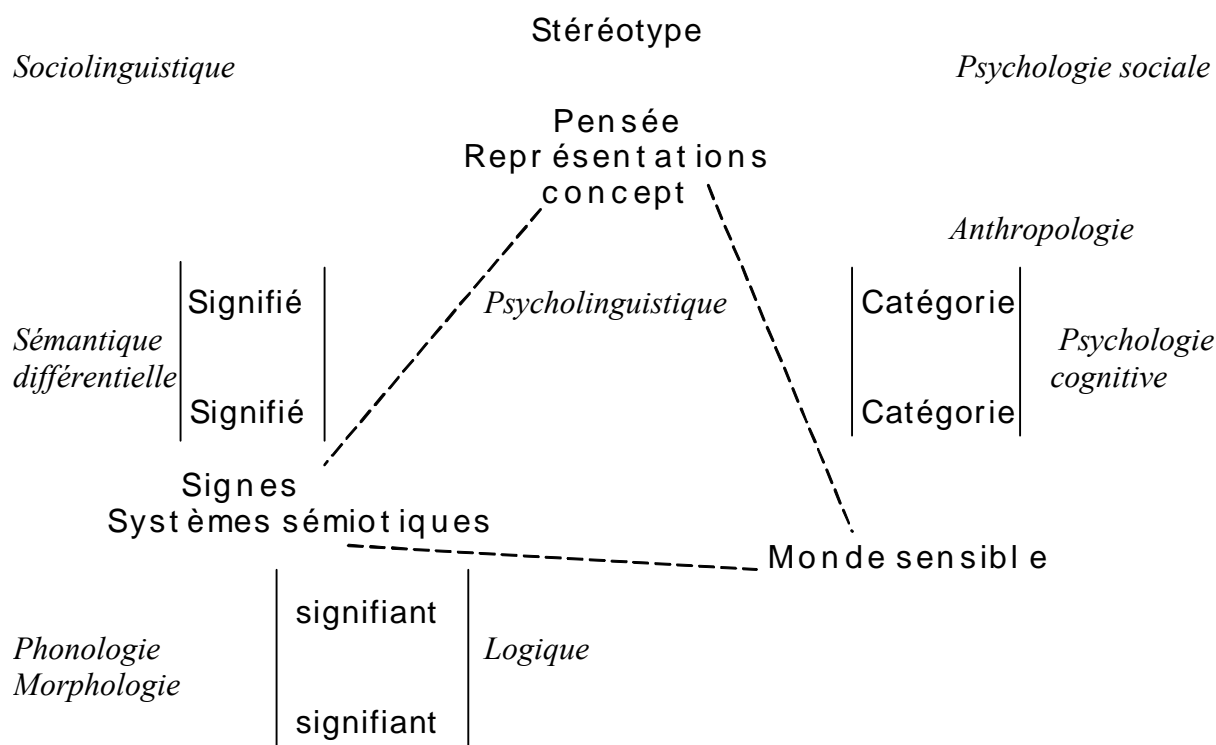 Stéréotype
Sociolinguistique
Psychologie sociale
Pensée
Représentations
concept
Anthropologie
Signifié
Psycholinguistique
Catégorie
Sémantique
différentielle
Psychologie
cognitive
Signifié
Catégorie
Signes
Systèmes sémiotiques
Monde sensible
signifiant
Phonologie
Morphologie
Logique
signifiant